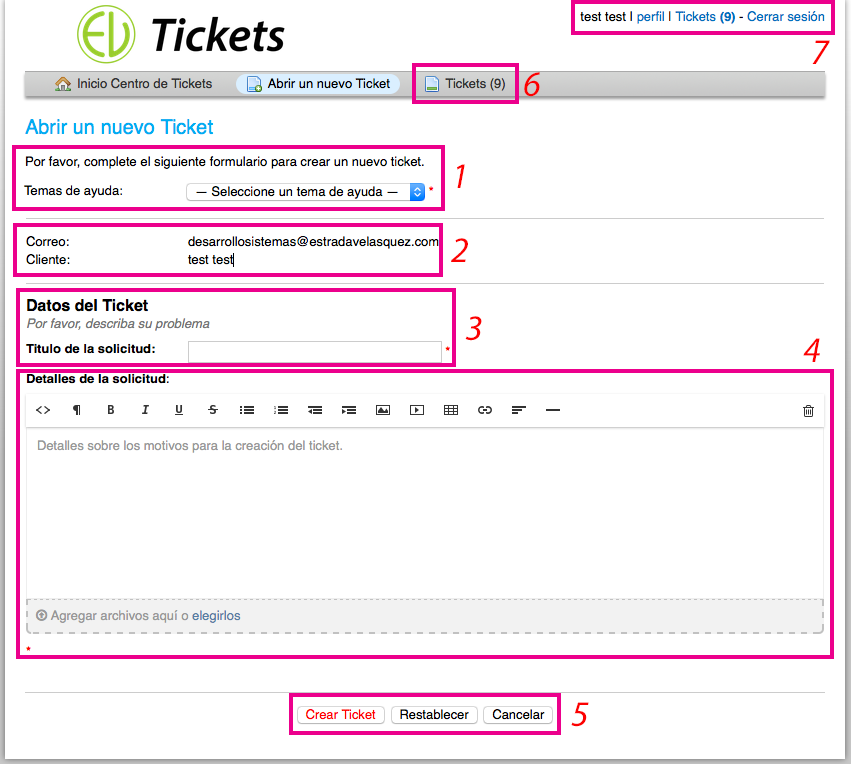 EV Tickets
test test | perfil | Tickets (9) - Cerrar sesión
7
Inicio Centro de Tickets Abrir un nuevo Ticket Tickets (9) 6
Abrir un nuevo Ticket
Por favor, complete el siguiente formulario para crear un nuevo ticket.
1
Temas de ayuda: — Seleccione un tema de ayuda — *
Correo: desarrollosistemas@estradavelasquez.com
2
Cliente: test test
Datos del Ticket
Por favor, describa su problema
3
Título de la solicitud: *
4
Detalles de la solicitud:
<> ¶ B I U S
Detalles sobre los motivos para la creación del ticket.
Agregar archivos aquí o elegirlos
*
Crear Ticket Restablecer Cancelar 5